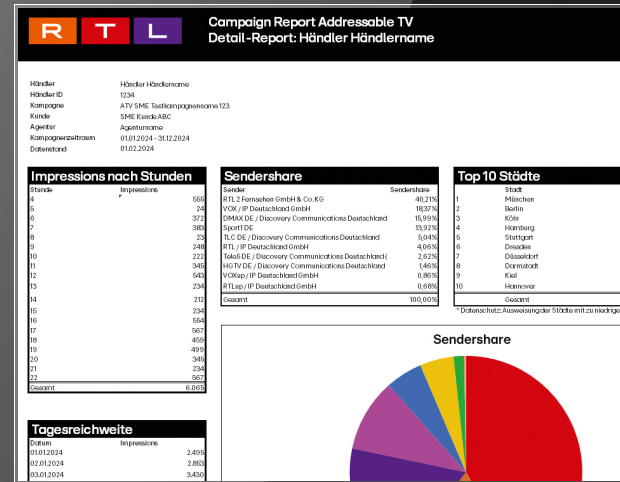 R T L
Campaign Report Addressable TV
Detail-Report: Händler Händlername
Händler Händler Händlername
Händler ID 1234
Kampagne ATV SME Testkampagnenname 123
Kunde SME Kunde ABC
Agentur Agenturname
Kampagnenzeitraum 01.01.2024 - 31.12.2024
Datenstand 01.02.2024
Impressions nach Stunden
Stunde Impressions
4 555
5 24
6 372
7 383
8 23
9 248
10 222
11 345
12 543
13 234
14 212
15 234
16 554
17 567
18 459
19 499
20 345
21 234
22 567
Gesamt 6.065
Sendershare
Sender Sendershare
RTL 2 Fernsehen GmbH & Co. KG 40,21%
VOX / IP Deutschland GmbH 18,37%
DMAX DE / Discovery Communications Deutschland 15,99%
Sport1 DE 13,92%
TLC DE / Discovery Communications Deutschland 5,04%
RTL / IP Deutschland GmbH 4,06%
Tele5 DE / Discovery Communications Deutschland ( 2,62%
HGTV DE / Discovery Communications Deutschland 1,46%
VOXup / IP Deutschland GmbH 0,86%
RTLup / IP Deutschland GmbH 0,68%
Gesamt 100,00%
Top 10 Städte
Stadt
1 München
2 Berlin
3 Köln
4 Hamburg
5 Stuttgart
6 Dresden
7 Düsseldorf
8 Darmstadt
9 Kiel
10 Hannover
Gesamt
* Datenschutz: Ausweisung der Städte mit zu niedrige
Sendershare
Tagesreichweite
Datum Impressions
01.01.2024 2.495
02.01.2024 2.853
03.01.2024 3.430